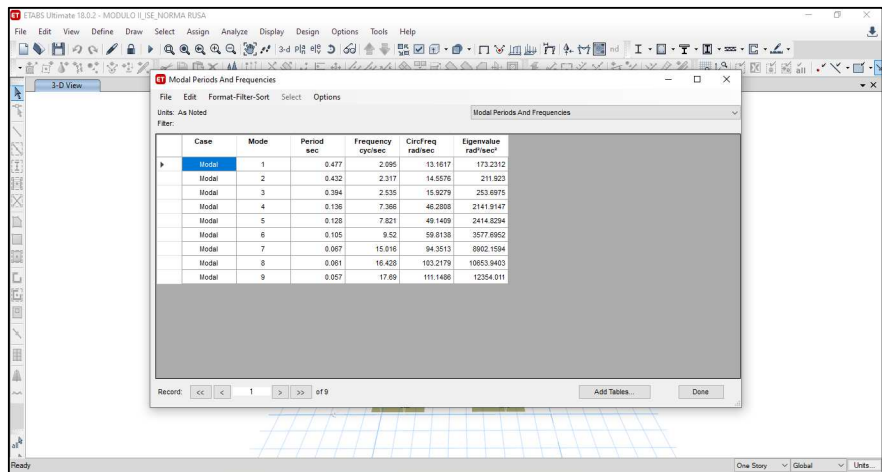 ETABS Ultimate 18.0.2 - MODULO II_ISE_NORMA RUSA
File Edit View Define Draw Select Assign Analyze Display Design Options Tools Help
3-d
nd
all
3-D View
Modal Periods And Frequencies
File Edit Format-Filter-Sort Select Options
Units: As Noted
Modal Periods And Frequencies
Filter:
Case Mode Period sec Frequency cyc/sec CircFreq rad/sec Eigenvalue rad²/sec²
Modal 1 0.477 2.095 13.1617 173.2312
Modal 2 0.432 2.317 14.5576 211.923
Modal 3 0.394 2.535 15.9279 253.6975
Modal 4 0.136 7.366 46.2808 2141.9147
Modal 5 0.128 7.821 49.1409 2414.8294
Modal 6 0.105 9.52 59.8138 3577.6952
Modal 7 0.067 15.016 94.3513 8902.1594
Modal 8 0.061 16.428 103.2179 10653.9403
Modal 9 0.057 17.69 111.1486 12354.011
Record: << < 1 > >> of 9 Add Tables... Done
all
Ready One Story Global Units...